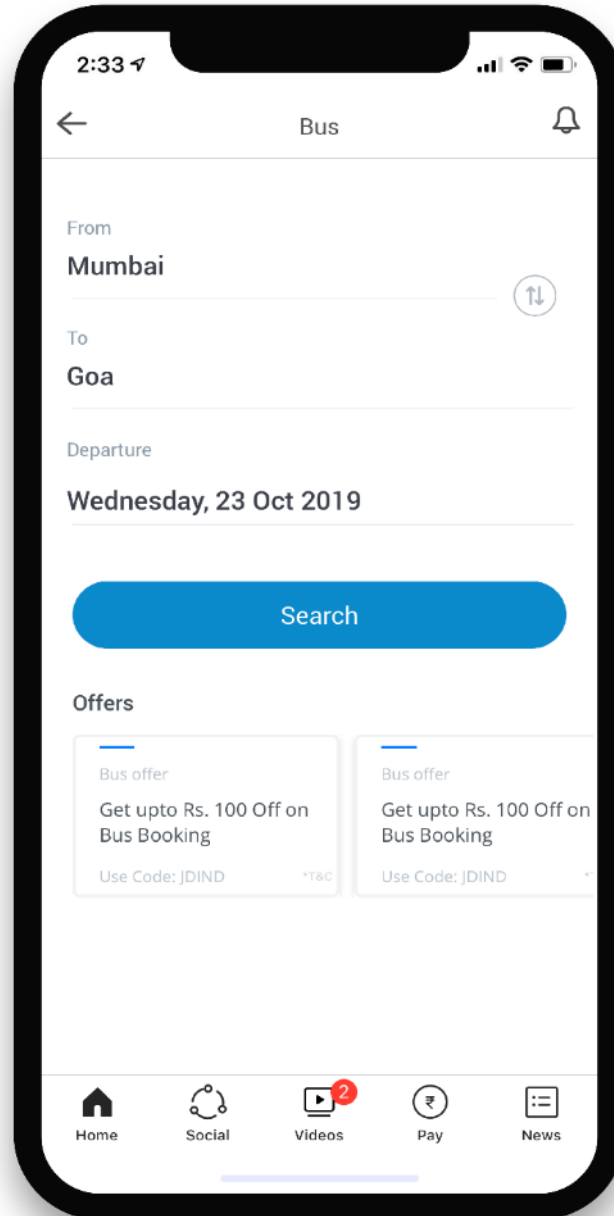 2:33
Bus
From
Mumbai
To
Goa
Departure
Wednesday, 23 Oct 2019
Search
Offers
Bus offer
Get upto Rs. 100 Off on
Bus Booking
Use Code: JDIND *T&C
Bus offer
Get upto Rs. 100 Off on
Bus Booking
Use Code: JDIND
2
Home Social Videos Pay News